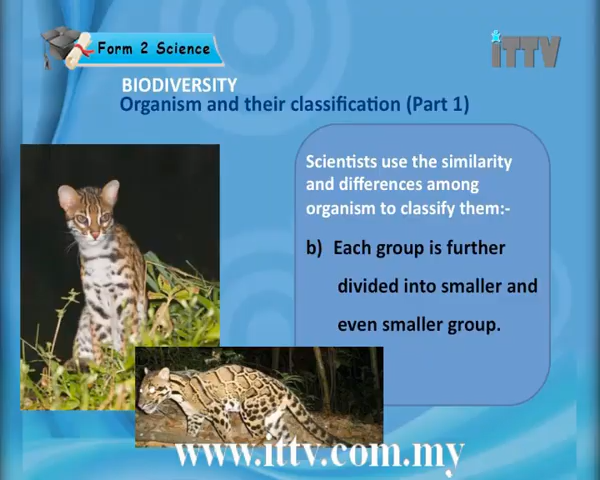 Form 2 Science
iTTV
BIODIVERSITY
Organism and their classification (Part 1)
Scientists use the similarity
and differences among
organism to classify them:-
b) Each group is further
divided into smaller and
even smaller group.
www.ittv.com.my